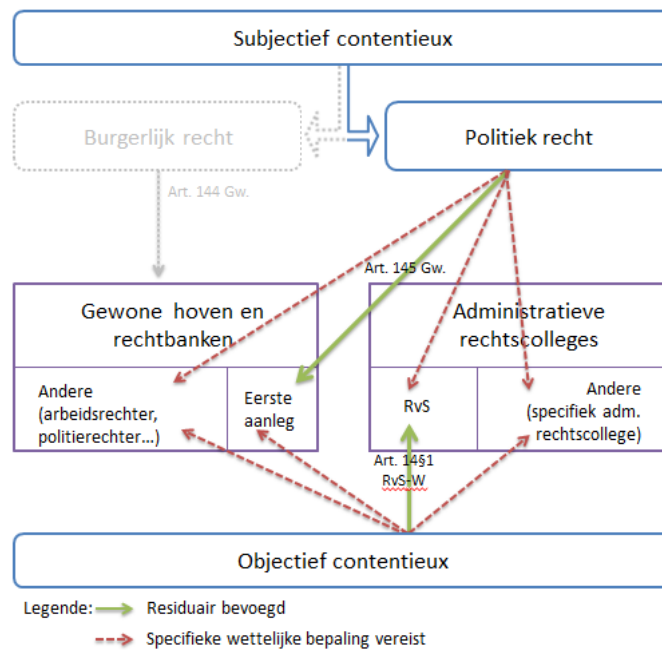 Subjectief contentieux
Burgerlijk recht
Politiek recht
Art. 144 Gw.
Art. 145 Gw.
Gewone hoven en
rechtbanken
Administratieve
rechtscolleges
Andere
(arbeidsrechter,
politierechter...)
Eerste
aanleg
RvS
Andere
(specifiek adm.
rechtscollege)
Art. 14§1
RvS-W
Objectief contentieux
Legende:
Residuair bevoegd
Specifieke wettelijke bepaling vereist